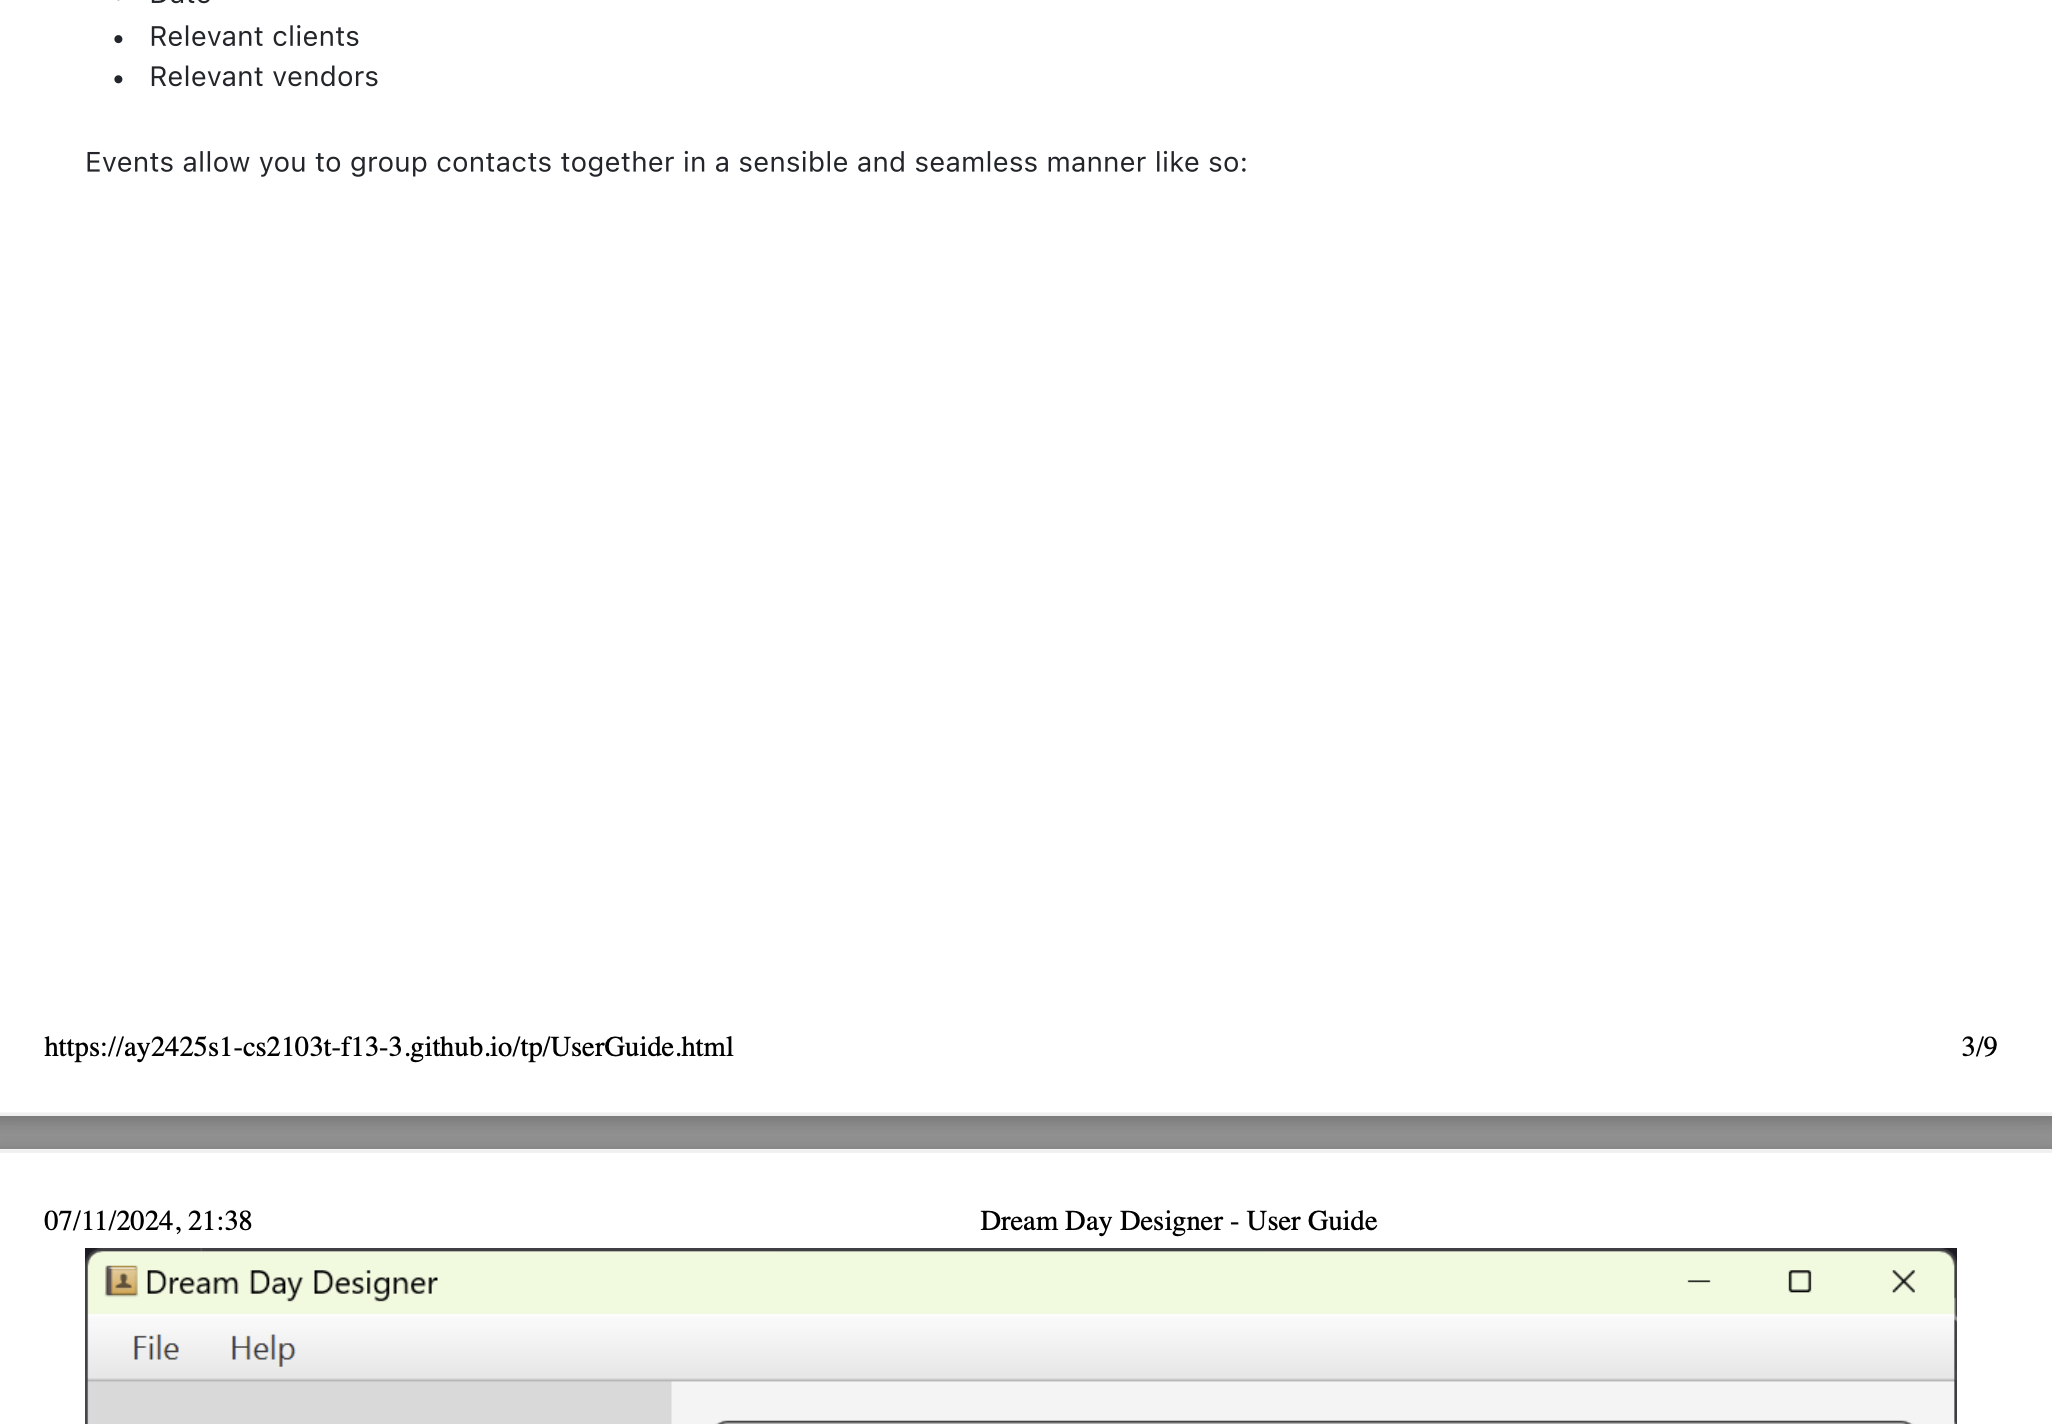 Relevant clients
Relevant vendors
Events allow you to group contacts together in a sensible and seamless manner like so:
https://ay2425s1-cs2103t-f13-3.github.io/tp/UserGuide.html 3/9
07/11/2024, 21:38 Dream Day Designer - User Guide
Dream Day Designer
File Help